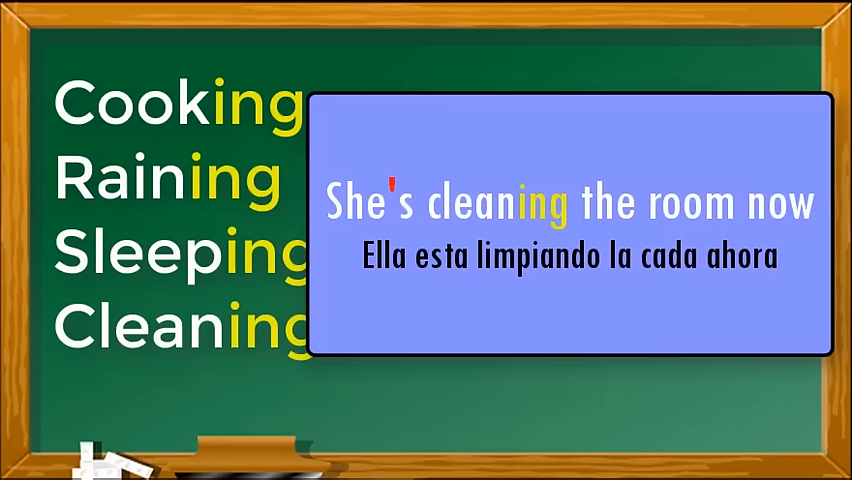 Cooking
Raining
Sleeping
Cleaning
She's cleaning the room now
Ella esta limpiando la cada ahora